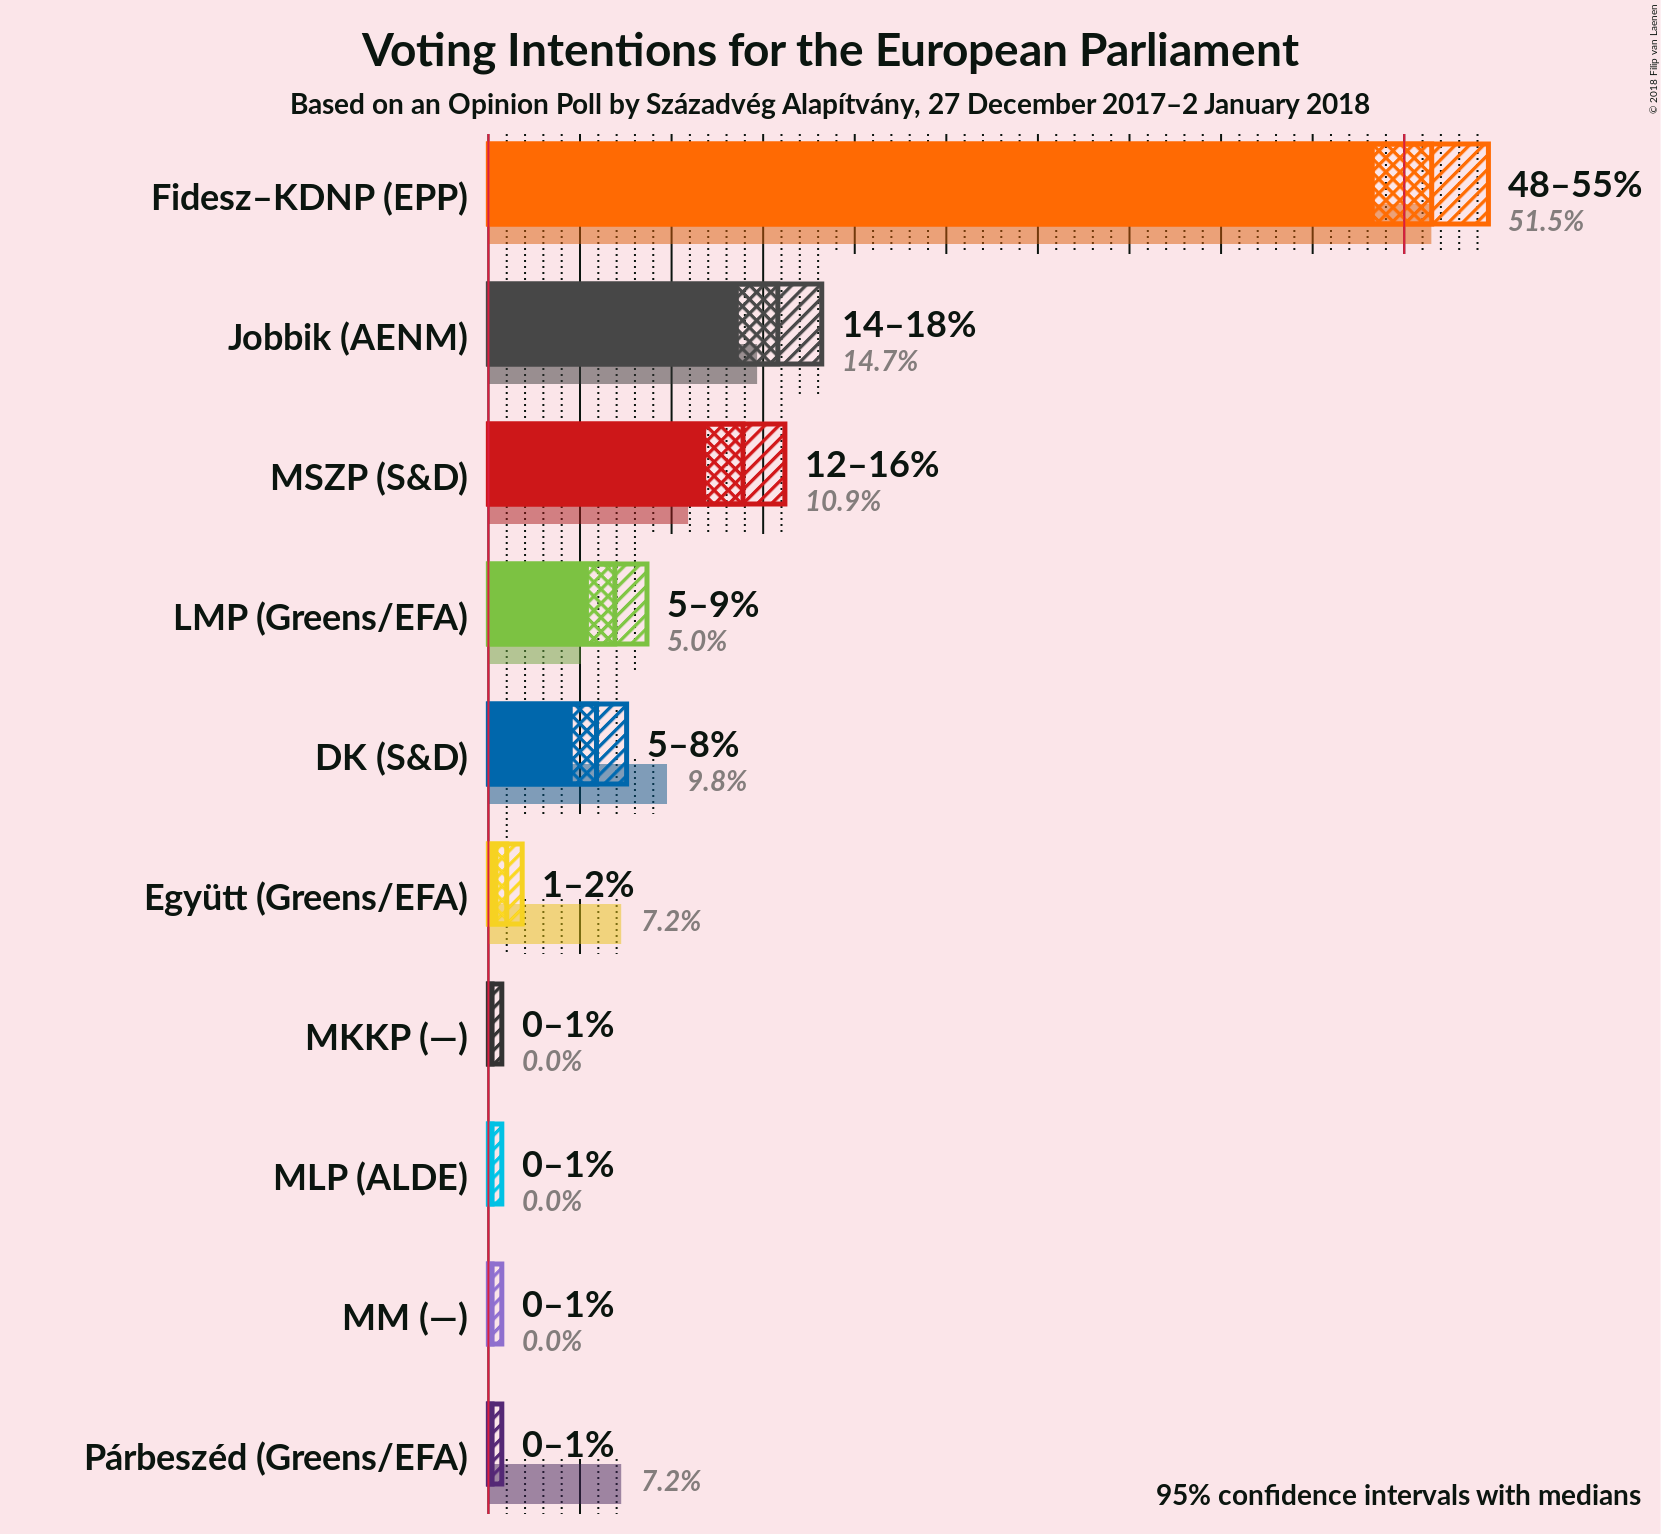 Voting Intentions for the European Parliament
Based on an Opinion Poll by Századvég Alapítvány, 27 December 2017–2 January 2018
© 2018 Filip van Laenen
Fidesz–KDNP (EPP)
48–55%
51.5%
Jobbik (AENM)
14–18%
14.7%
MSZP (S&D)
12–16%
10.9%
LMP (Greens/EFA)
5–9%
5.0%
DK (S&D)
5–8%
9.8%
Együtt (Greens/EFA)
1–2%
7.2%
MKKP (—)
0–1%
0.0%
MLP (ALDE)
0–1%
0.0%
MM (—)
0–1%
0.0%
Párbeszéd (Greens/EFA)
0–1%
7.2%
95% confidence intervals with medians